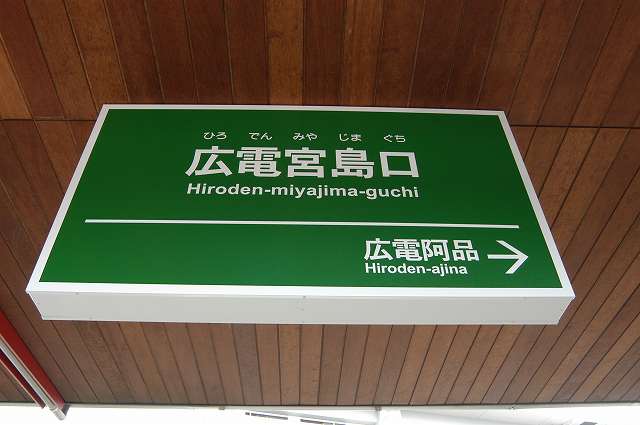 ひろ でん みや じま ぐち
広電宮島口
Hiroden-miyajima-guchi
広電阿品 →
Hiroden-ajina